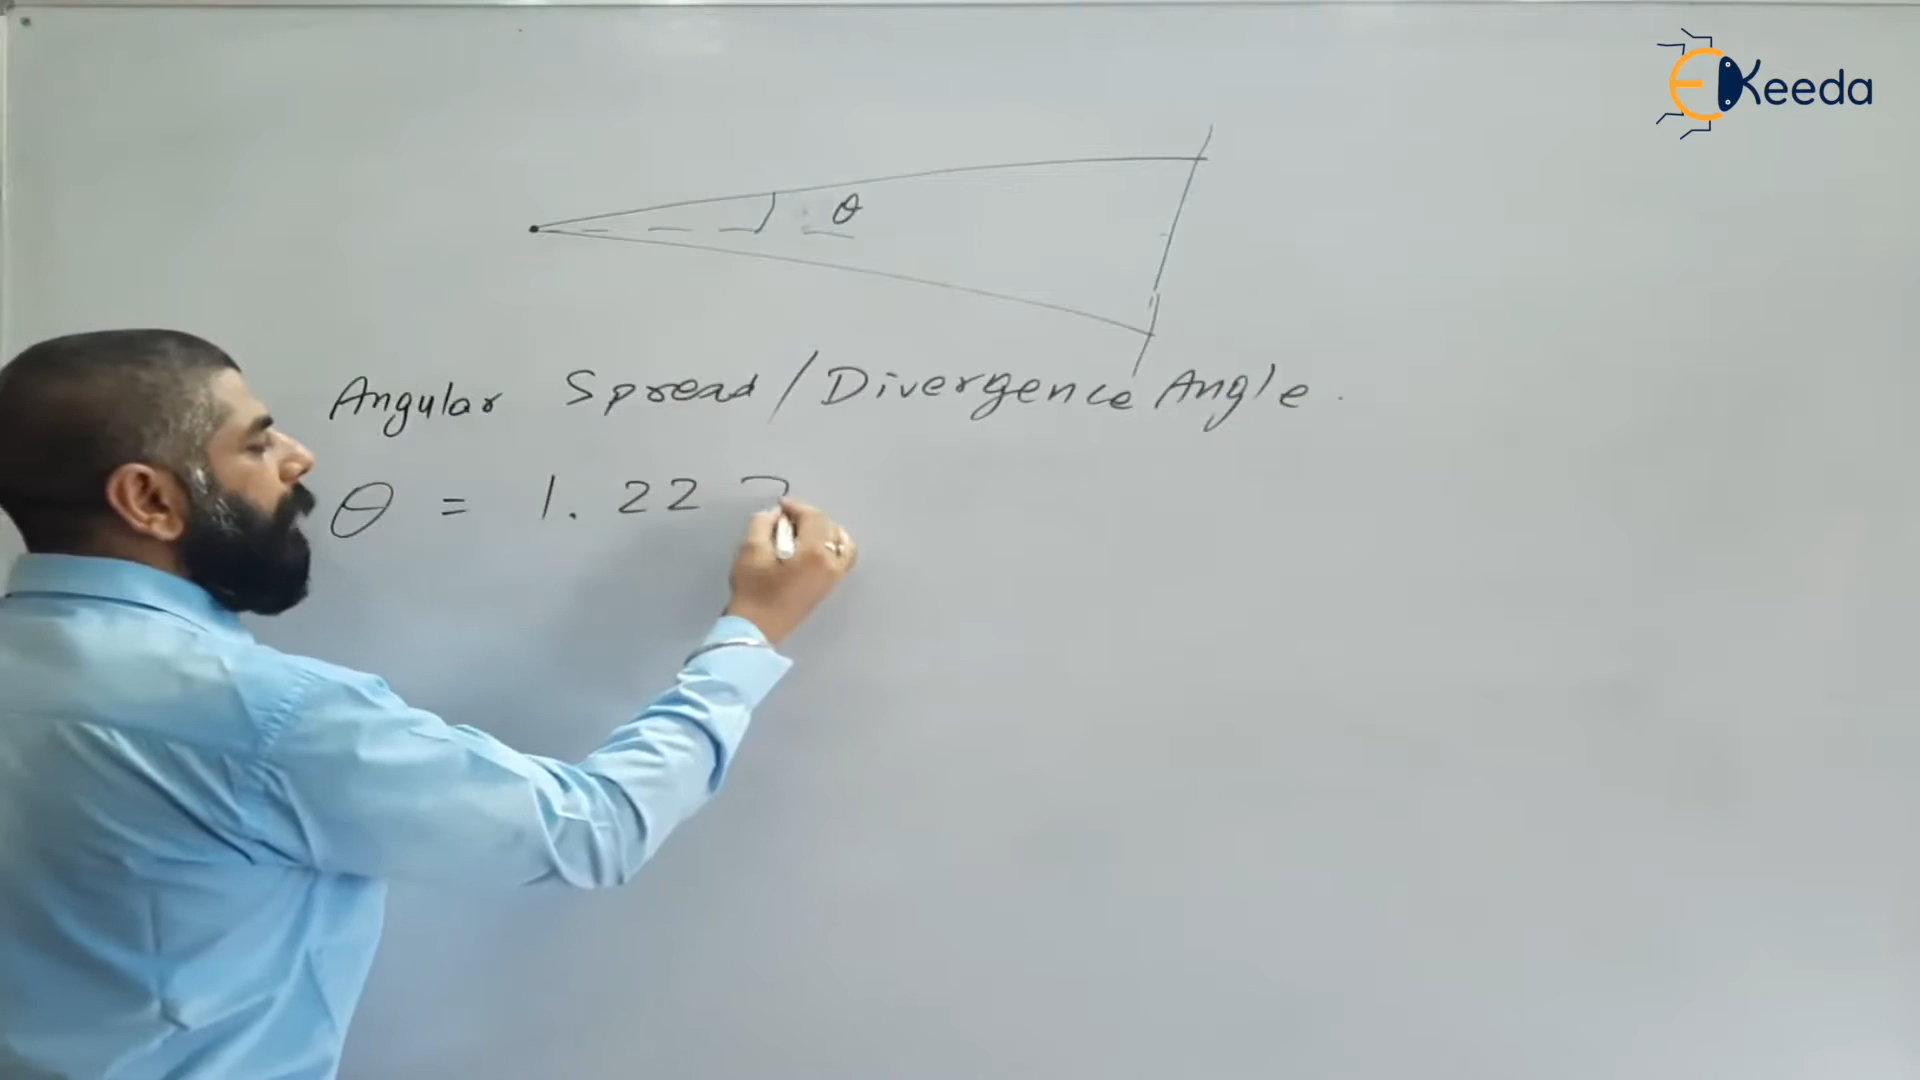 EKeeda
θ
Angular Spread / Divergence Angle.
θ = 1.22